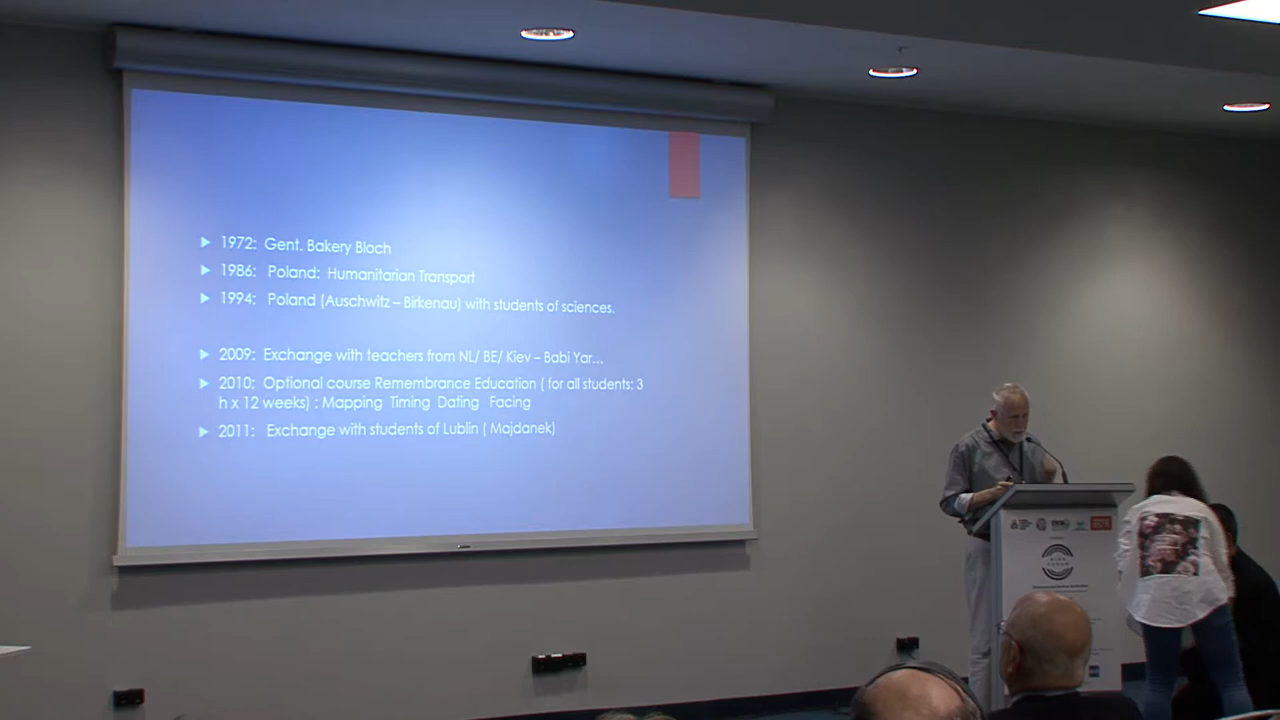 1972: Gent. Bakery Bloch
1986: Poland: Humanitarian Transport
1994: Poland (Auschwitz – Birkenau) with students of sciences.
2009: Exchange with teachers from NL/ BE/ Kiev – Babi Yar...
2010: Optional course Remembrance Education ( for all students: 3
h x 12 weeks) : Mapping Timing Dating Facing
2011: Exchange with students of Lublin ( Majdanek)